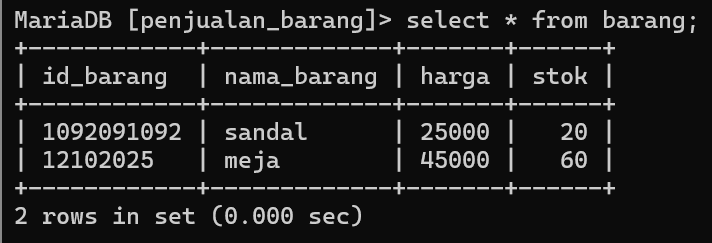 MariaDB [penjualan_barang]> select * from barang;
+------------+-------------+-------+------+
| id_barang  | nama_barang | harga | stok |
+------------+-------------+-------+------+
| 1092091092 | sandal      | 25000 |   20 |
| 12102025   | meja        | 45000 |   60 |
+------------+-------------+-------+------+
2 rows in set (0.000 sec)